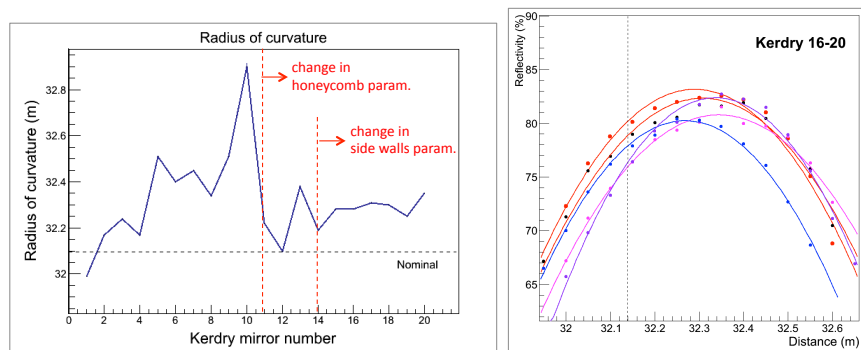 Radius of curvature
Radius of curvature (m)
32.8
32.6
32.4
32.2
32
change in
honeycomb param.
change in
side walls param.
Nominal
0 2 4 6 8 10 12 14 16 18 20
Kerdry mirror number
Reflectivity (%)
90
85
80
75
70
65
Kerdry 16-20
32 32.1 32.2 32.3 32.4 32.5 32.6
Distance (m)